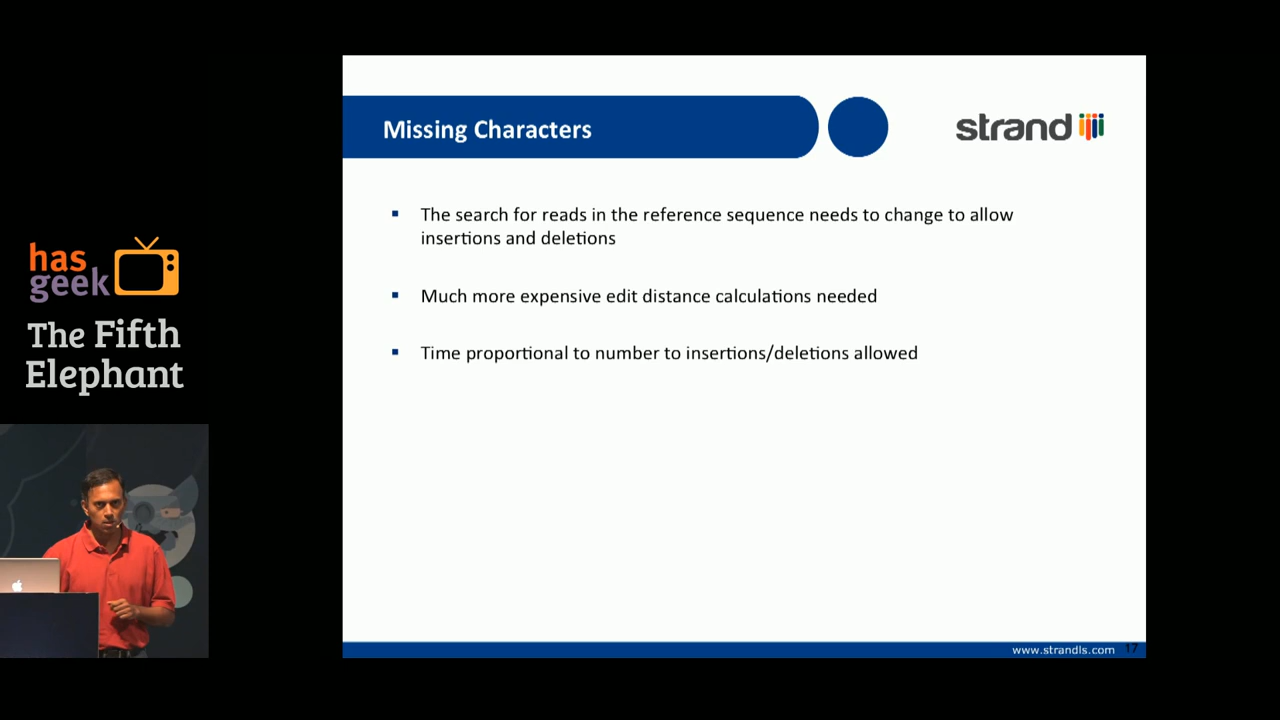 Missing Characters
strand
The search for reads in the reference sequence needs to change to allow
insertions and deletions
Much more expensive edit distance calculations needed
Time proportional to number to insertions/deletions allowed
www.strandls.com 17
has
geek
The Fifth
Elephant